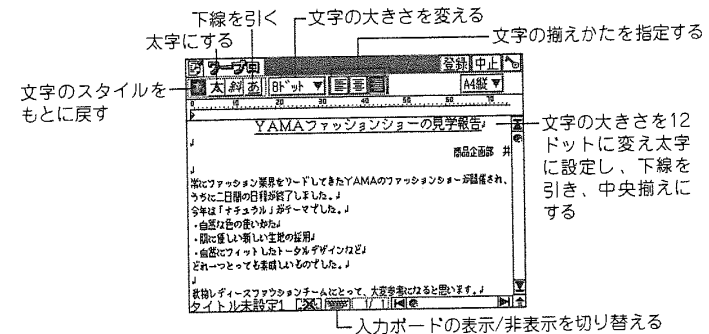 下線を引く
文字の大きさを変える
太字にする
文字の揃えかたを指定する
ワープロ
登録 中止
文字のスタイルを
もとに戻す
太 斜 あ 8ドット ▼ A4縦 ▼
0 10 20 30 40 50 60 70
YAMAファッションショーの見学報告
商品企画部 井
常にファッション業界をリードしてきたYAMAのファッションショーが開催され、
うちに二日間の日程が終了しました。
今年は「ナチュラル」がテーマでした。
・自然な色の使いかた
・肌に優しい新しい生地の採用
・自然にフィットしたトータルデザインなど
どれ一つとっても素晴しいものでした。
秋物レディースファッションチームにとって、大変参考になると思います。
タイトル未設定1 1/ 1
文字の大きさを12
ドットに変え太字
に設定し、下線を
引き、中央揃えに
する
入力ボードの表示/非表示を切り替える